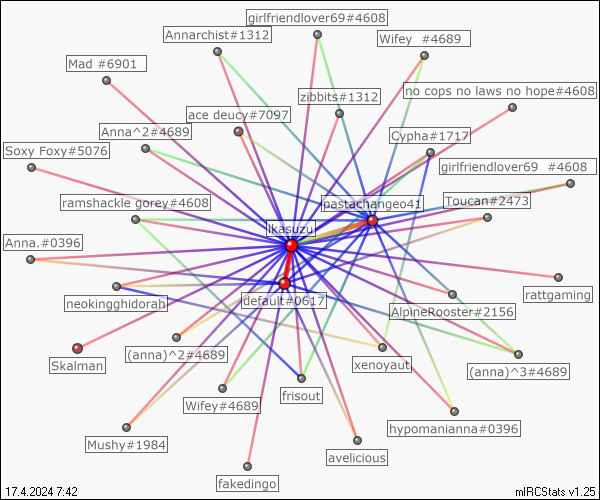 girlfriendlover69#4608
Annarchist#1312
Wifey  #4689
Mad #6901
no cops no laws no hope#4608
zibbits#1312
ace deucy#7097
Anna^2#4689
Cypha#1717
Soxy Foxy#5076
girlfriendlover69  #4608
ramshackle gorey#4608
pastachangeo41
Toucan#2473
ikasuzu
Anna.#0396
neokingghidorah
default#0617
rattgaming
AlpineRooster#2156
Skalman
(anna)^2#4689
xenoyaut
(anna)^3#4689
Wifey#4689
frisout
hypomanianna#0396
Mushy#1984
avelicious
fakedingo
17.4.2024 7:42
mIRCStats v1.25